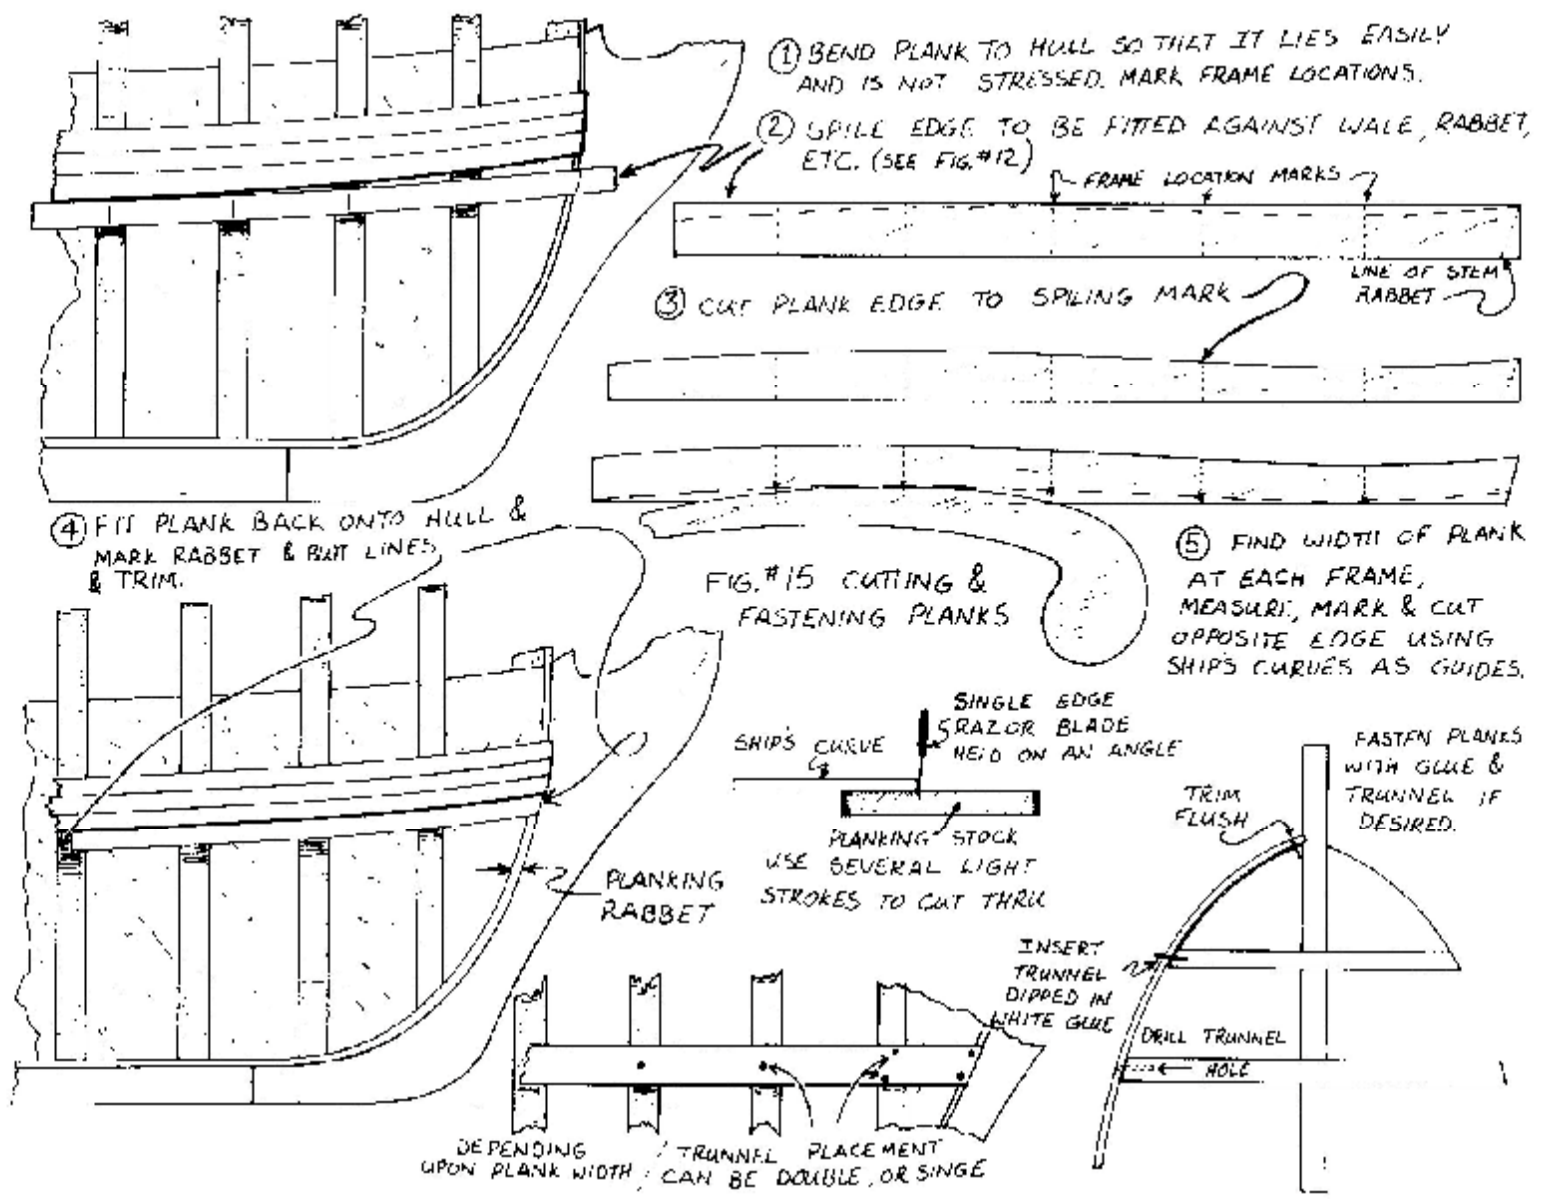 ① BEND PLANK TO HULL SO THET IT LIES EASILY
AND IS NOT STRESSED. MARK FRAME LOCATIONS.
② SPILE EDGE TO BE FITTED AGAINST WALE, RABBET,
ETC. (SEE FIG. #12)
FRAME LOCATION MARKS
LINE OF STEM
RABBET
③ CUT PLANK EDGE TO SPILING MARK
④ FIT PLANK BACK ONTO HULL &
MARK RABBET & BUTT LINES
& TRIM.
FIG. #15 CUTTING &
FASTENING PLANKS
⑤ FIND WIDTH OF PLANK
AT EACH FRAME,
MEASURE, MARK & CUT
OPPOSITE EDGE USING
SHIP'S CURVES AS GUIDES.
SINGLE EDGE
RAZOR BLADE
HELD ON AN ANGLE
SHIP'S CURVE
PLANKING STOCK
USE SEVERAL LIGHT
STROKES TO CUT THRU
PLANKING
RABBET
FASTEN PLANKS
WITH GLUE &
TRUNNEL IF
DESIRED.
TRIM
FLUSH
INSERT
TRUNNEL
DIPPED IN
WHITE GLUE
DRILL TRUNNEL
HOLE
DEPENDING
UPON PLANK WIDTH
TRUNNEL PLACEMENT
CAN BE DOUBLE, OR SINGE